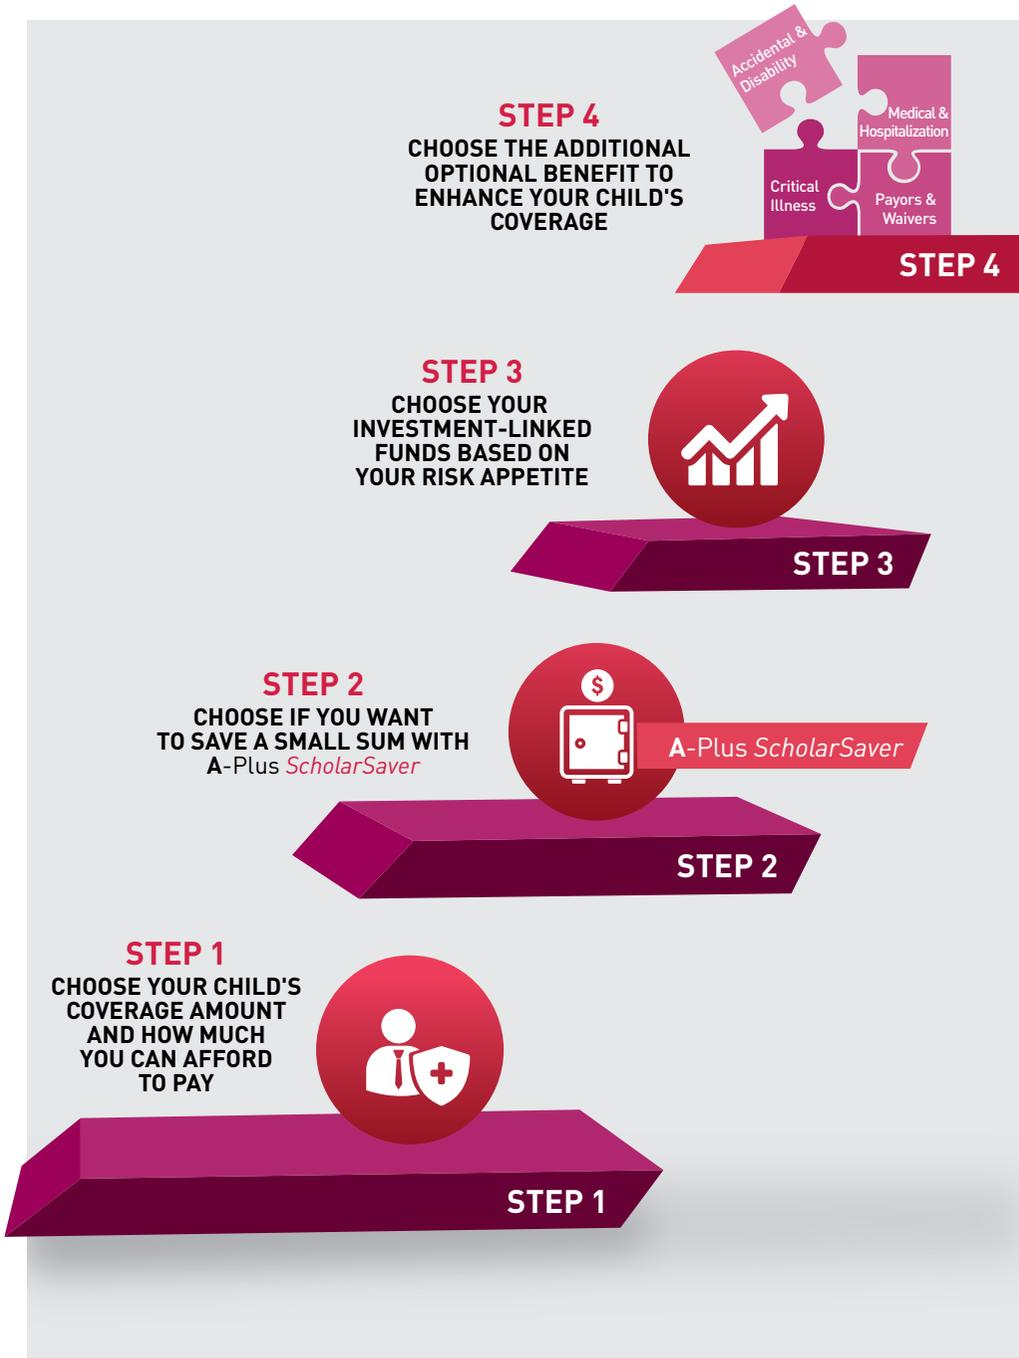 Accidental &
Disability
Medical &
Hospitalization
Critical
Illness
Payors &
Waivers
STEP 4
CHOOSE THE ADDITIONAL
OPTIONAL BENEFIT TO
ENHANCE YOUR CHILD'S
COVERAGE
STEP 4
STEP 3
CHOOSE YOUR
INVESTMENT-LINKED
FUNDS BASED ON
YOUR RISK APPETITE
STEP 3
STEP 2
CHOOSE IF YOU WANT
TO SAVE A SMALL SUM WITH
A-Plus ScholarSaver
$
A-Plus ScholarSaver
STEP 2
STEP 1
CHOOSE YOUR CHILD'S
COVERAGE AMOUNT
AND HOW MUCH
YOU CAN AFFORD
TO PAY
STEP 1